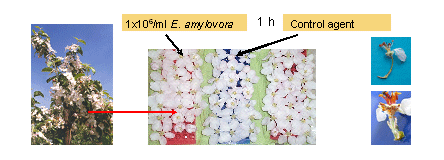 1x10⁶/ml E. amylovora 1 h Control agent